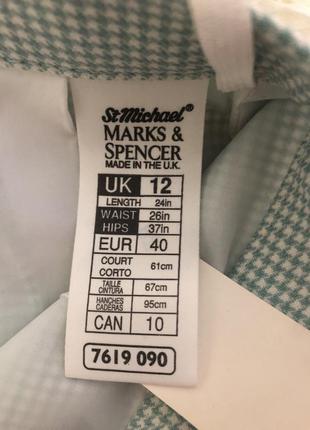 St Michael®
MARKS &
SPENCER
MADE IN THE U.K.
UK 12
LENGTH 24in
WAIST 26in
HIPS 37in
EUR 40
COURT
CORTO 61cm
TAILLE
CINTURA 67cm
HANCHES
CADERAS 95cm
CAN 10
7619 090